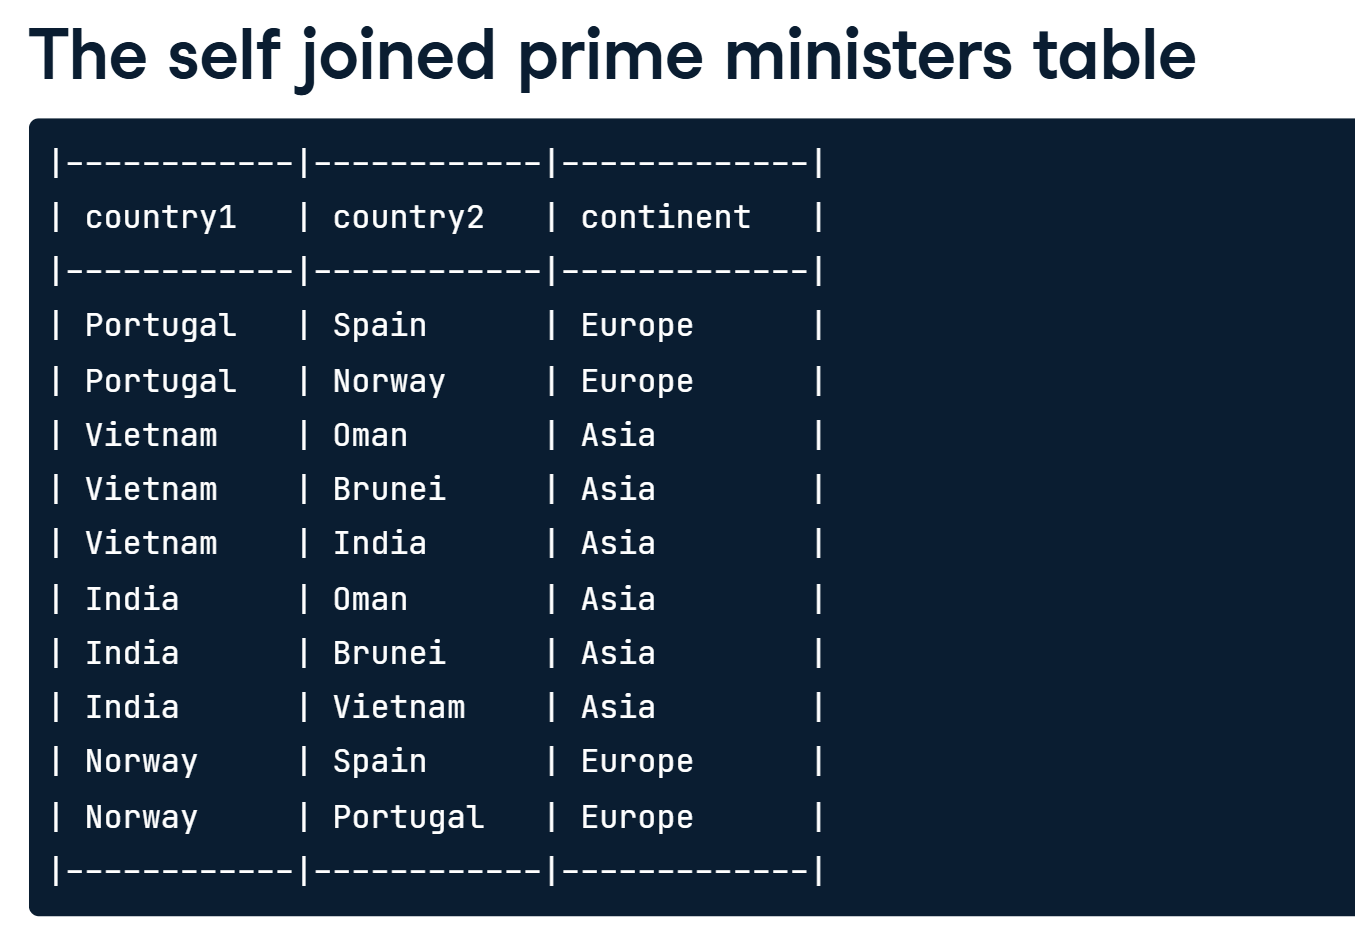 The self joined prime ministers table
|------------|------------|-------------|
| country1   | country2   | continent   |
|------------|------------|-------------|
| Portugal   | Spain      | Europe      |
| Portugal   | Norway     | Europe      |
| Vietnam    | Oman       | Asia        |
| Vietnam    | Brunei     | Asia        |
| Vietnam    | India      | Asia        |
| India      | Oman       | Asia        |
| India      | Brunei     | Asia        |
| India      | Vietnam    | Asia        |
| Norway     | Spain      | Europe      |
| Norway     | Portugal   | Europe      |
|------------|------------|-------------|